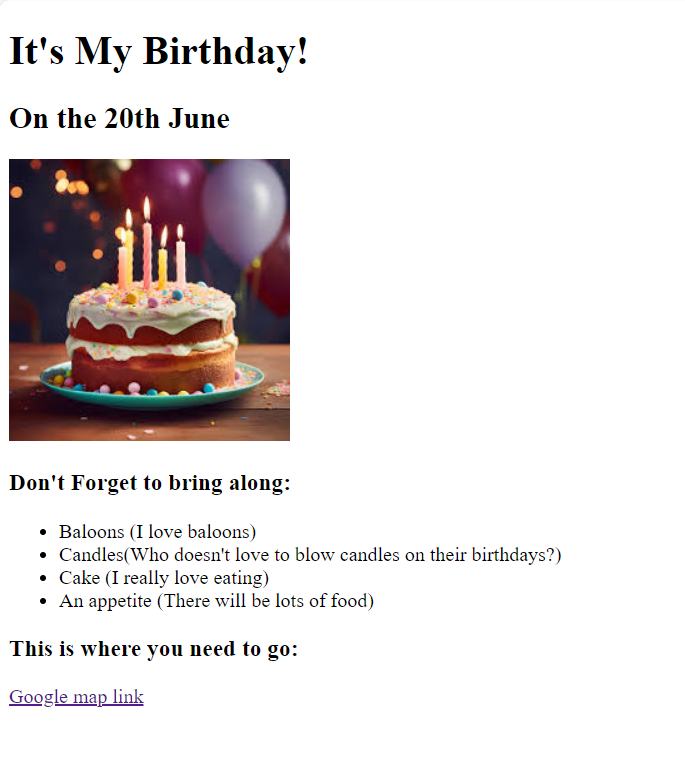 It's My Birthday!
On the 20th June
Don't Forget to bring along:
Baloons (I love baloons)
Candles(Who doesn't love to blow candles on their birthdays?)
Cake (I really love eating)
An appetite (There will be lots of food)
This is where you need to go:
Google map link